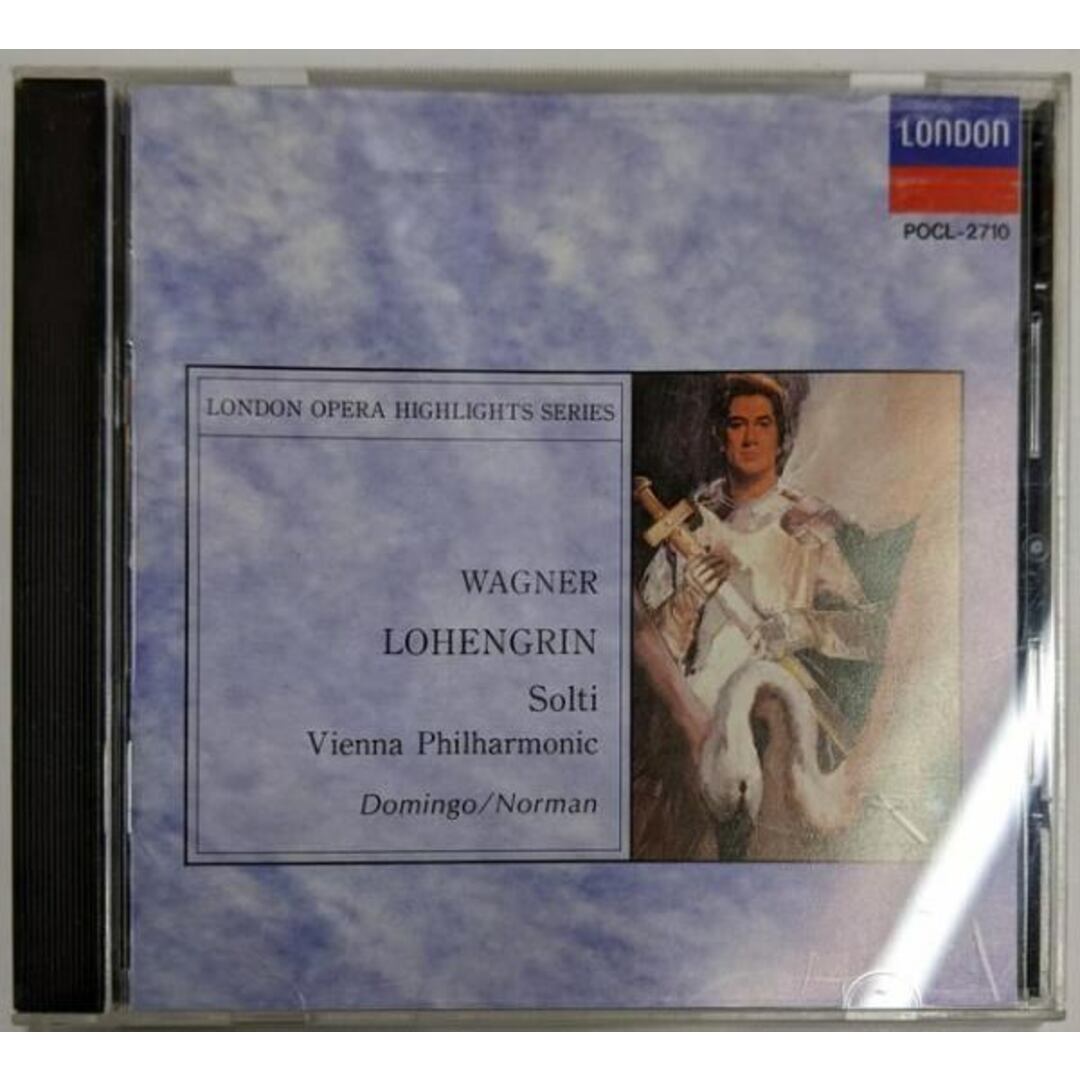 LONDON
POCL-2710
LONDON OPERA HIGHLIGHTS SERIES
WAGNER
LOHENGRIN
Solti
Vienna Philharmonic
Domingo/Norman